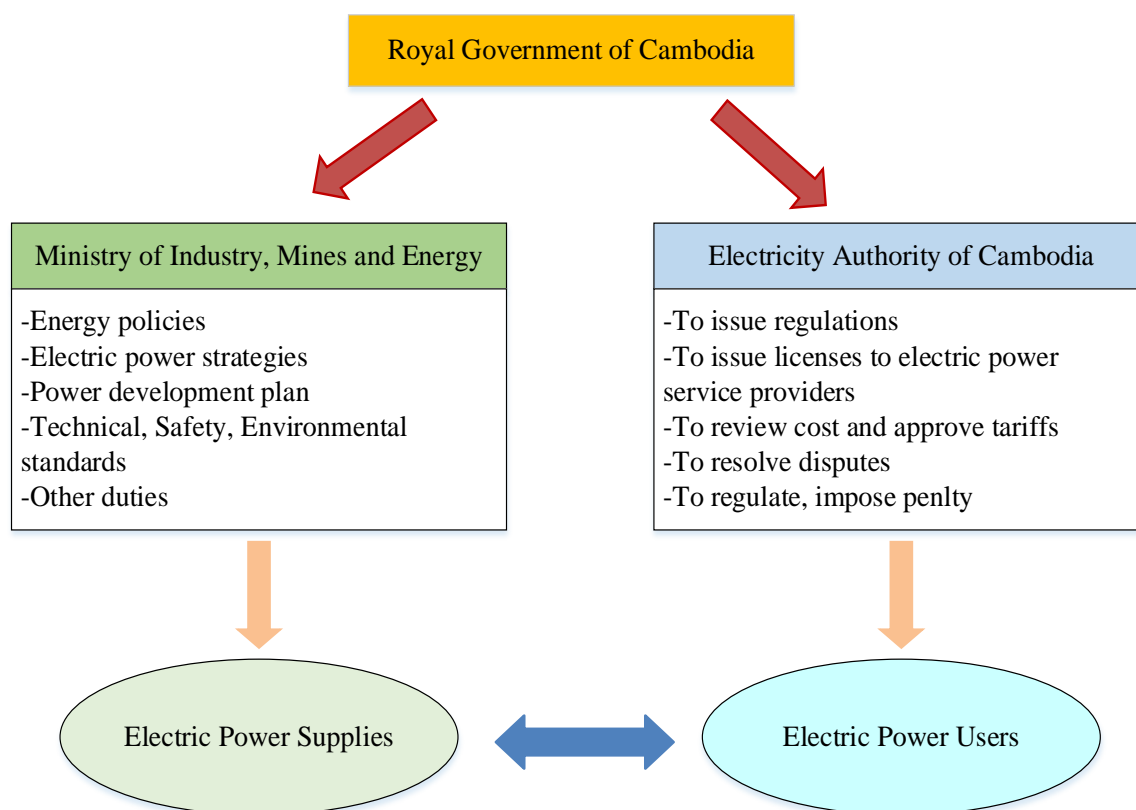 Royal Government of Cambodia
Ministry of Industry, Mines and Energy
-Energy policies
-Electric power strategies
-Power development plan
-Technical, Safety, Environmental
standards
-Other duties
Electricity Authority of Cambodia
-To issue regulations
-To issue licenses to electric power
service providers
-To review cost and approve tariffs
-To resolve disputes
-To regulate, impose penlty
Electric Power Supplies
Electric Power Users